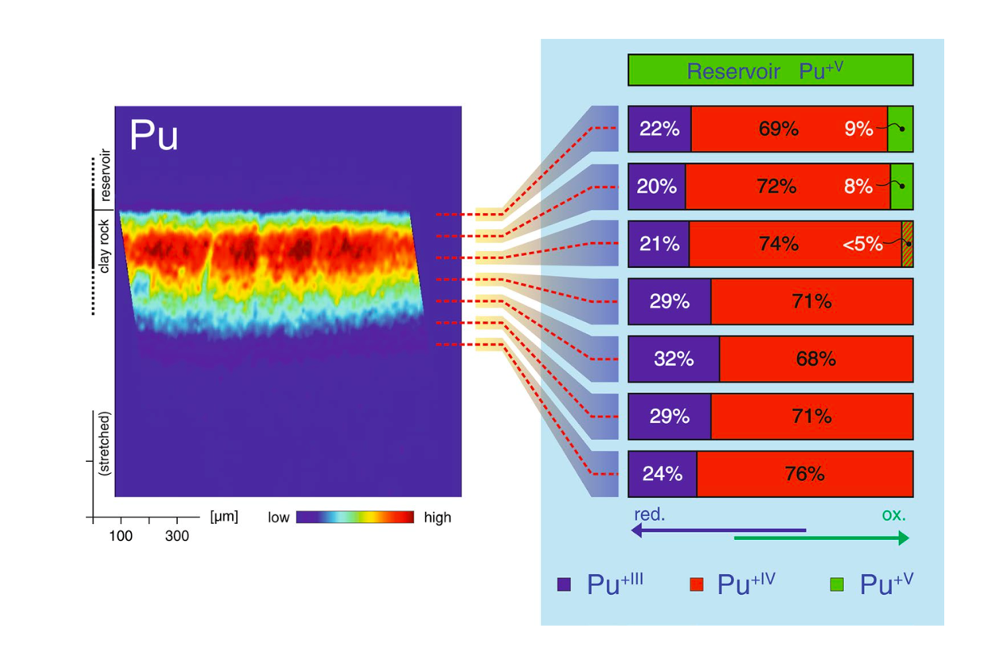 Pu
reservoir
clay rock
(stretched)
100 300 [µm]
low high
Reservoir Pu+V
22% 69% 9%
20% 72% 8%
21% 74% <5%
29% 71%
32% 68%
29% 71%
24% 76%
red. ox.
Pu+III Pu+IV Pu+V